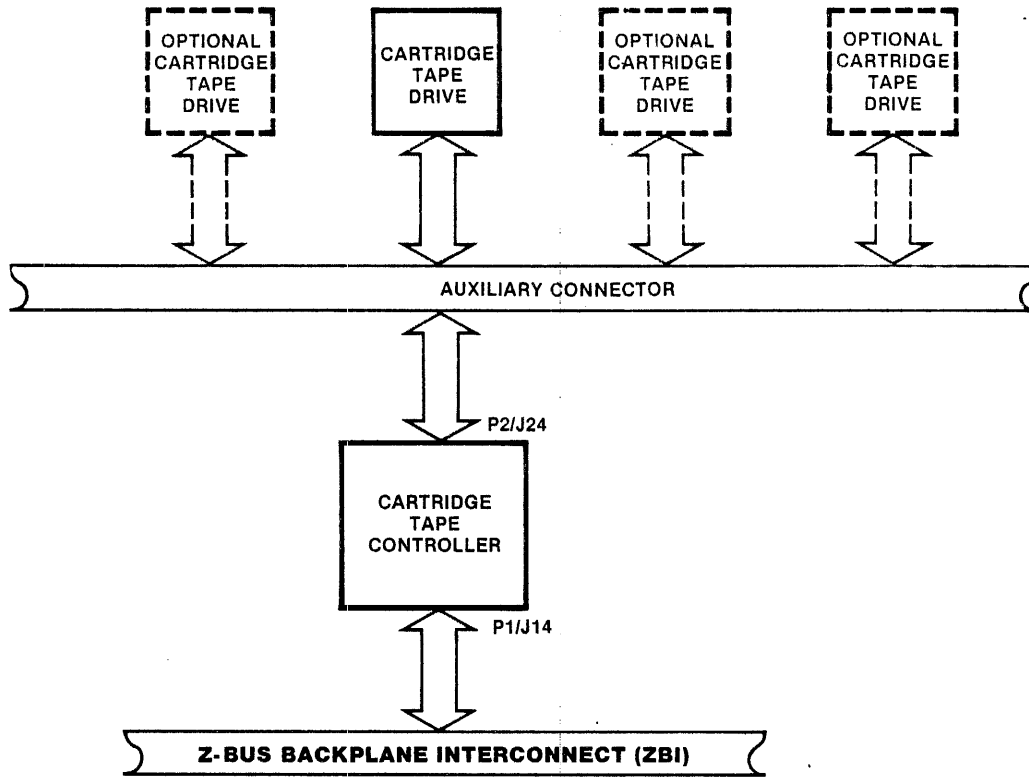 OPTIONAL
CARTRIDGE
TAPE
DRIVE
CARTRIDGE
TAPE
DRIVE
OPTIONAL
CARTRIDGE
TAPE
DRIVE
OPTIONAL
CARTRIDGE
TAPE
DRIVE
AUXILIARY CONNECTOR
P2/J24
CARTRIDGE
TAPE
CONTROLLER
P1/J14
Z-BUS BACKPLANE INTERCONNECT (ZBI)